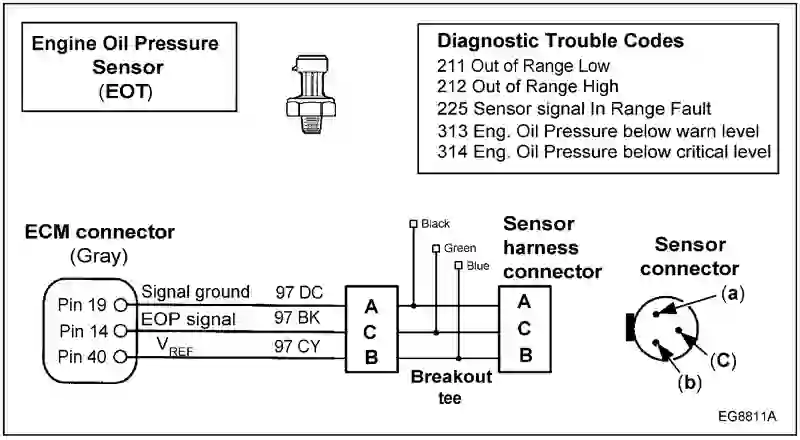 Engine Oil Pressure
Sensor
(EOT)
Diagnostic Trouble Codes
211 Out of Range Low
212 Out of Range High
225 Sensor signal In Range Fault
313 Eng. Oil Pressure below warn level
314 Eng. Oil Pressure below critical level
ECM connector
(Gray)
Black
Green
Blue
Sensor
harness
connector
Sensor
connector
Pin 19 Signal ground 97 DC A A
Pin 14 EOP signal 97 BK C C
Pin 40 VREF 97 CY B B
Breakout
tee
(a)
(C)
(b)
EG8811A